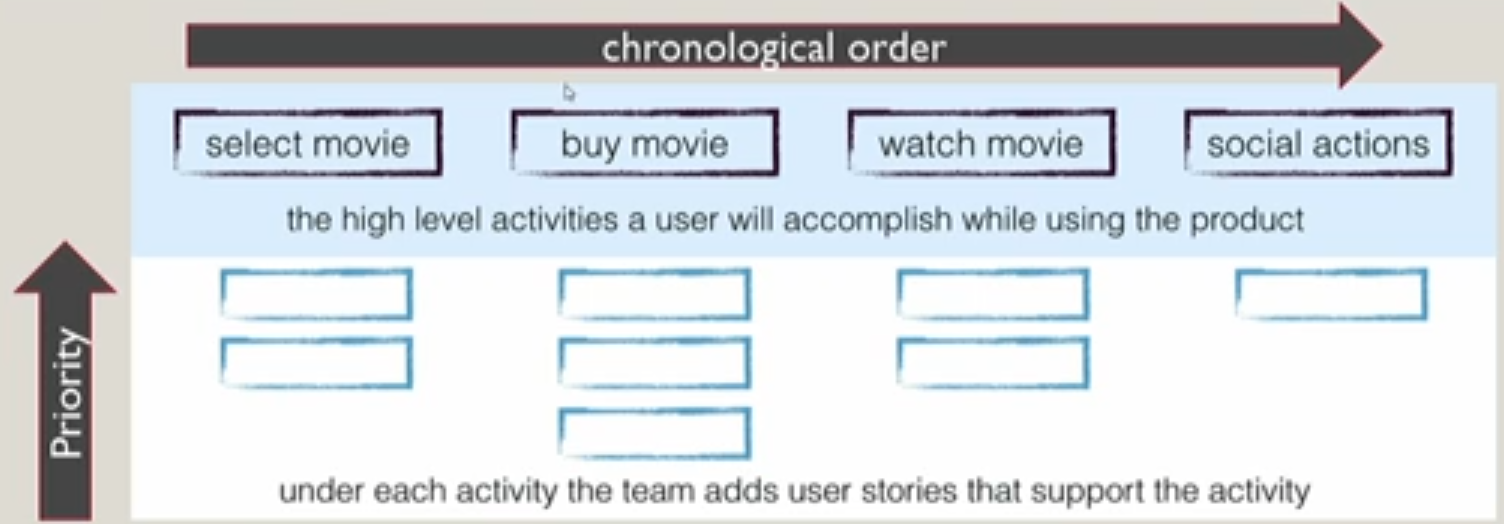 chronological order
select movie
buy movie
watch movie
social actions
the high level activities a user will accomplish while using the product
Priority
under each activity the team adds user stories that support the activity